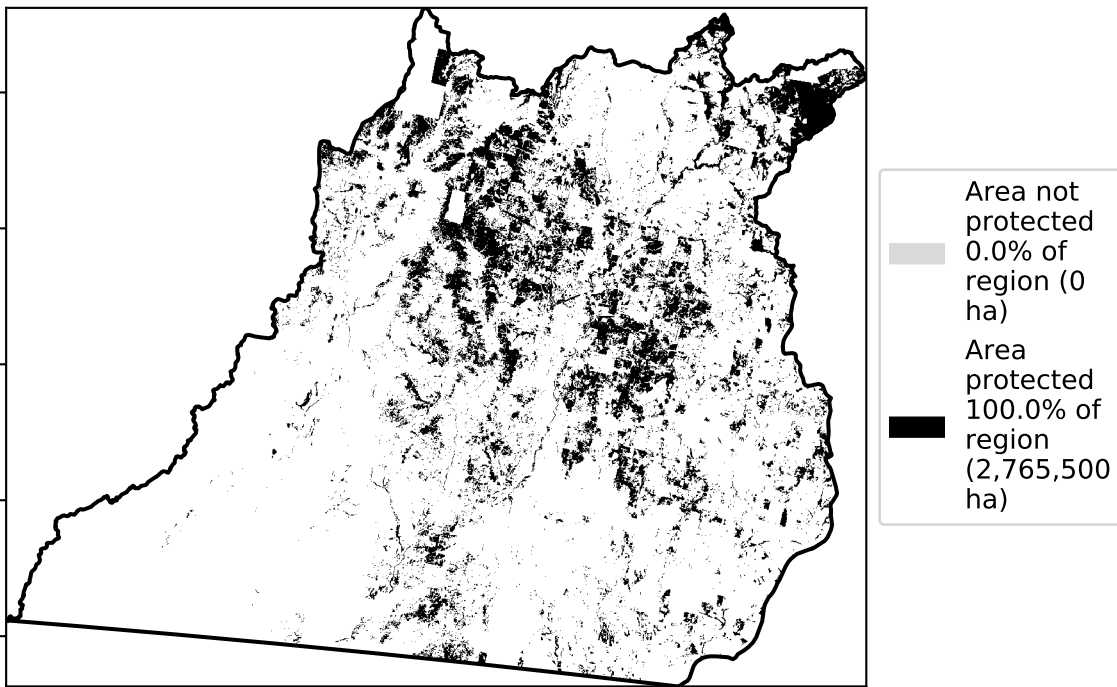 Area not
protected
0.0% of
region (0
ha)
Area
protected
100.0% of
region
(2,765,500
ha)